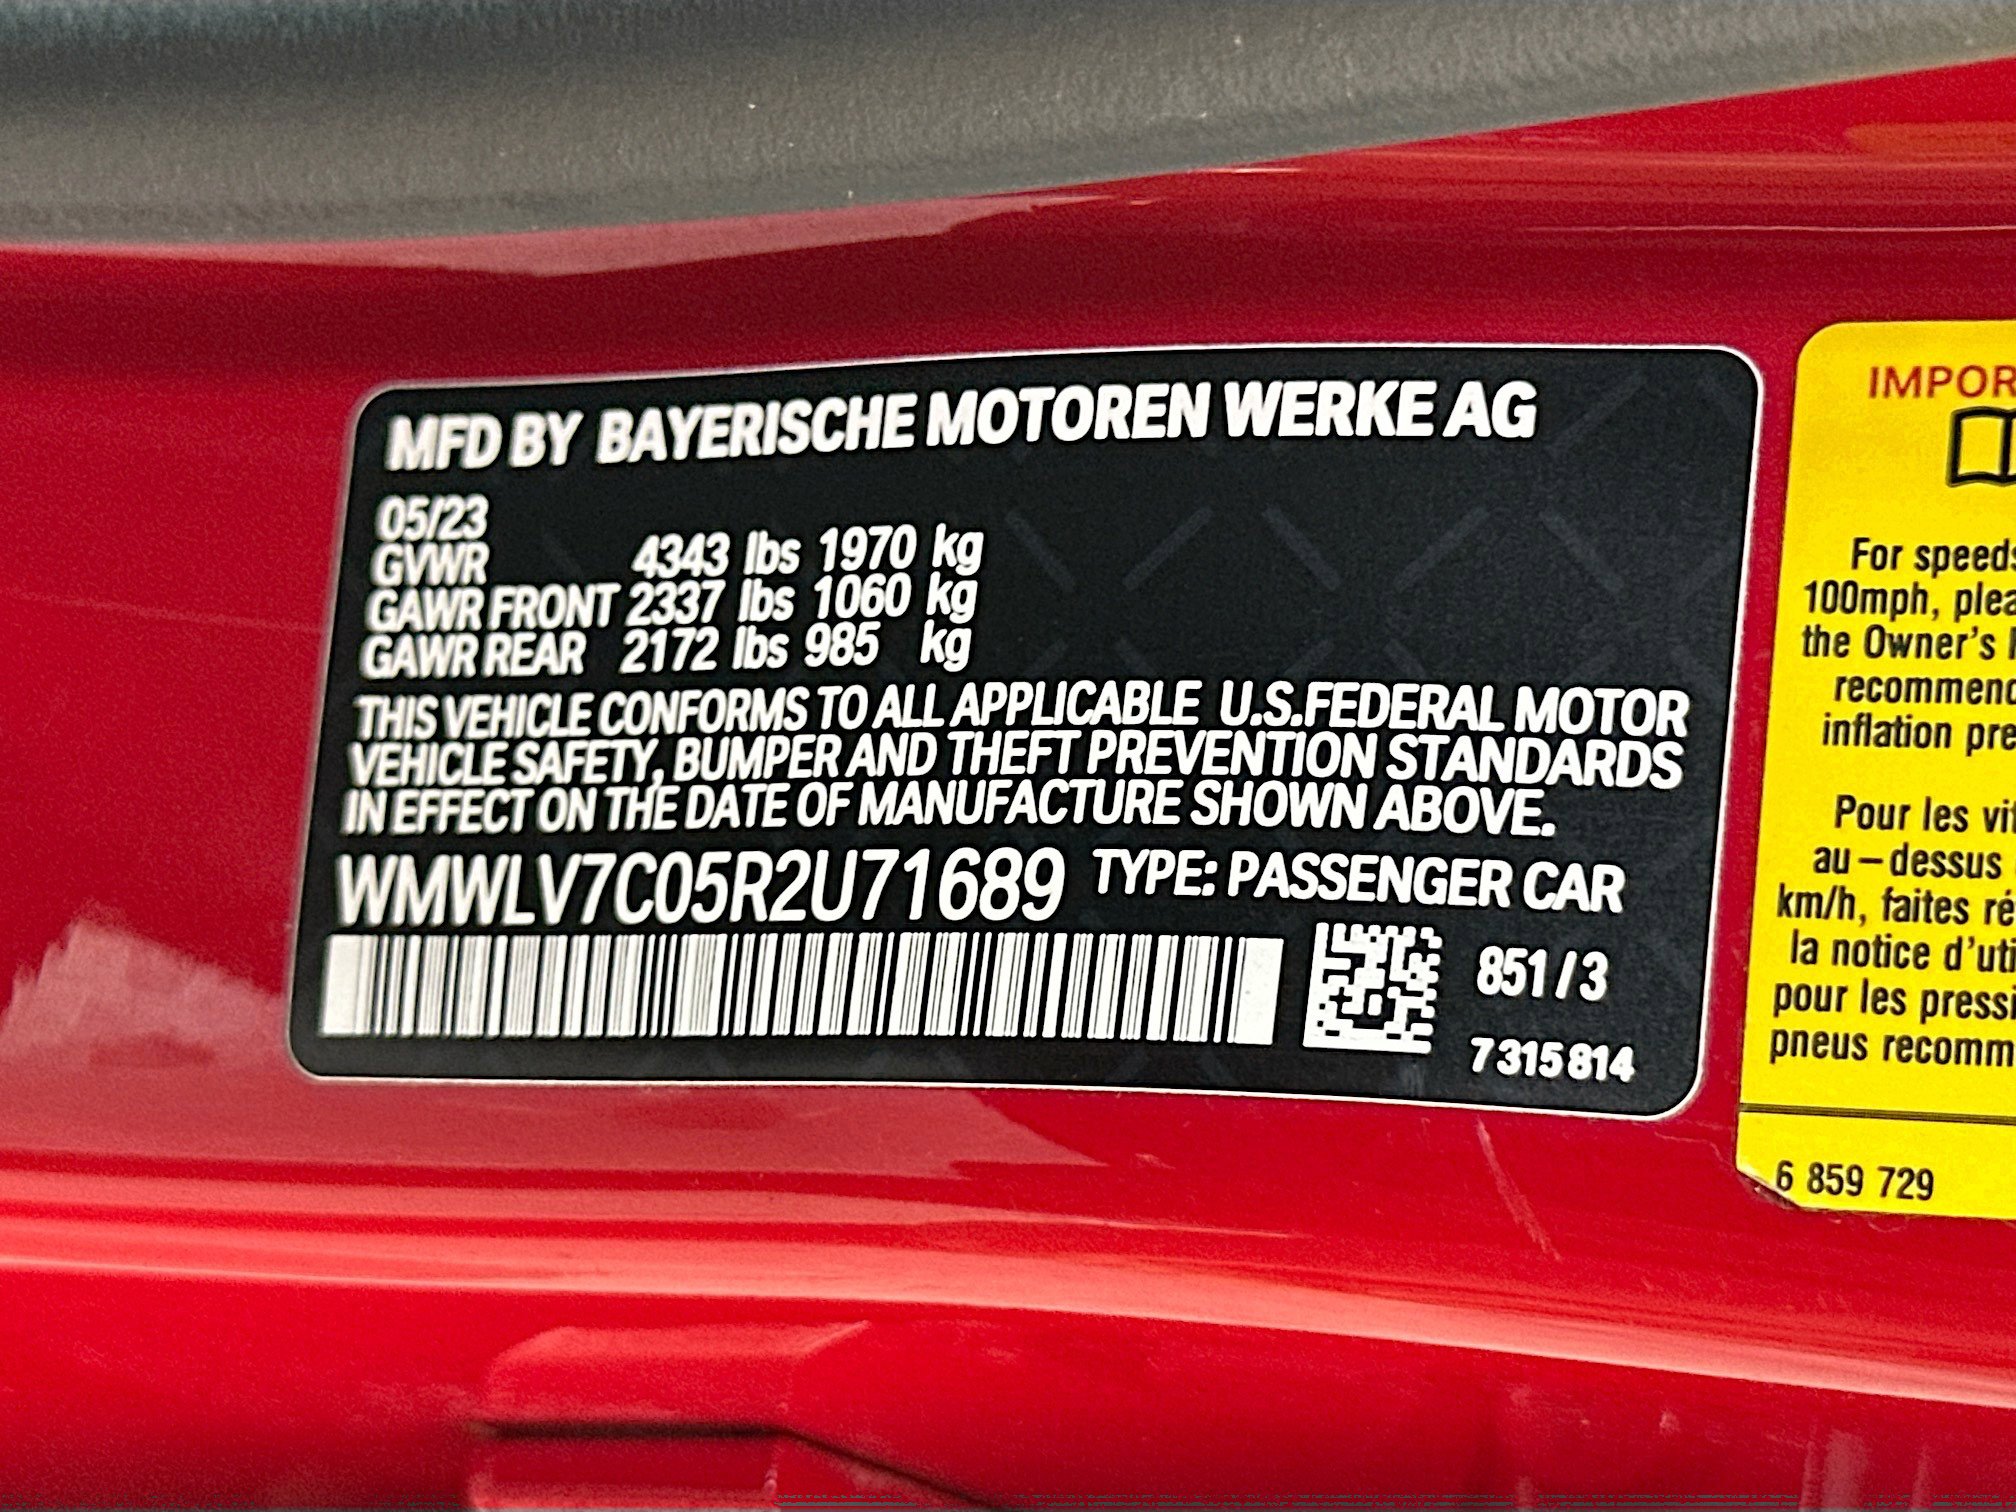 MFD BY BAYERISCHE MOTOREN WERKE AG
05/23
GVWR 4343 lbs 1970 kg
GAWR FRONT 2337 lbs 1060 kg
GAWR REAR 2172 lbs 985 kg
THIS VEHICLE CONFORMS TO ALL APPLICABLE U.S.FEDERAL MOTOR
VEHICLE SAFETY, BUMPER AND THEFT PREVENTION STANDARDS
IN EFFECT ON THE DATE OF MANUFACTURE SHOWN ABOVE.
WMWLV7C05R2U71689 TYPE: PASSENGER CAR
851/3
7315814
IMPOR
For speeds
100mph, plea
the Owner's
recommend
inflation pre
Pour les vit
au-dessus
km/h, faites ré
la notice d'uti
pour les pressi
pneus recomm
6 859 729